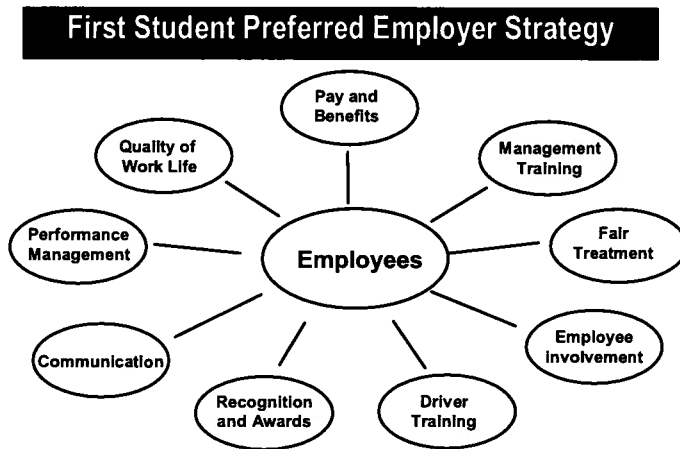 First Student Preferred Employer Strategy
Pay and
Benefits
Quality of
Work Life
Management
Training
Performance
Management
Employees
Fair
Treatment
Communication
Employee
involvement
Recognition
and Awards
Driver
Training